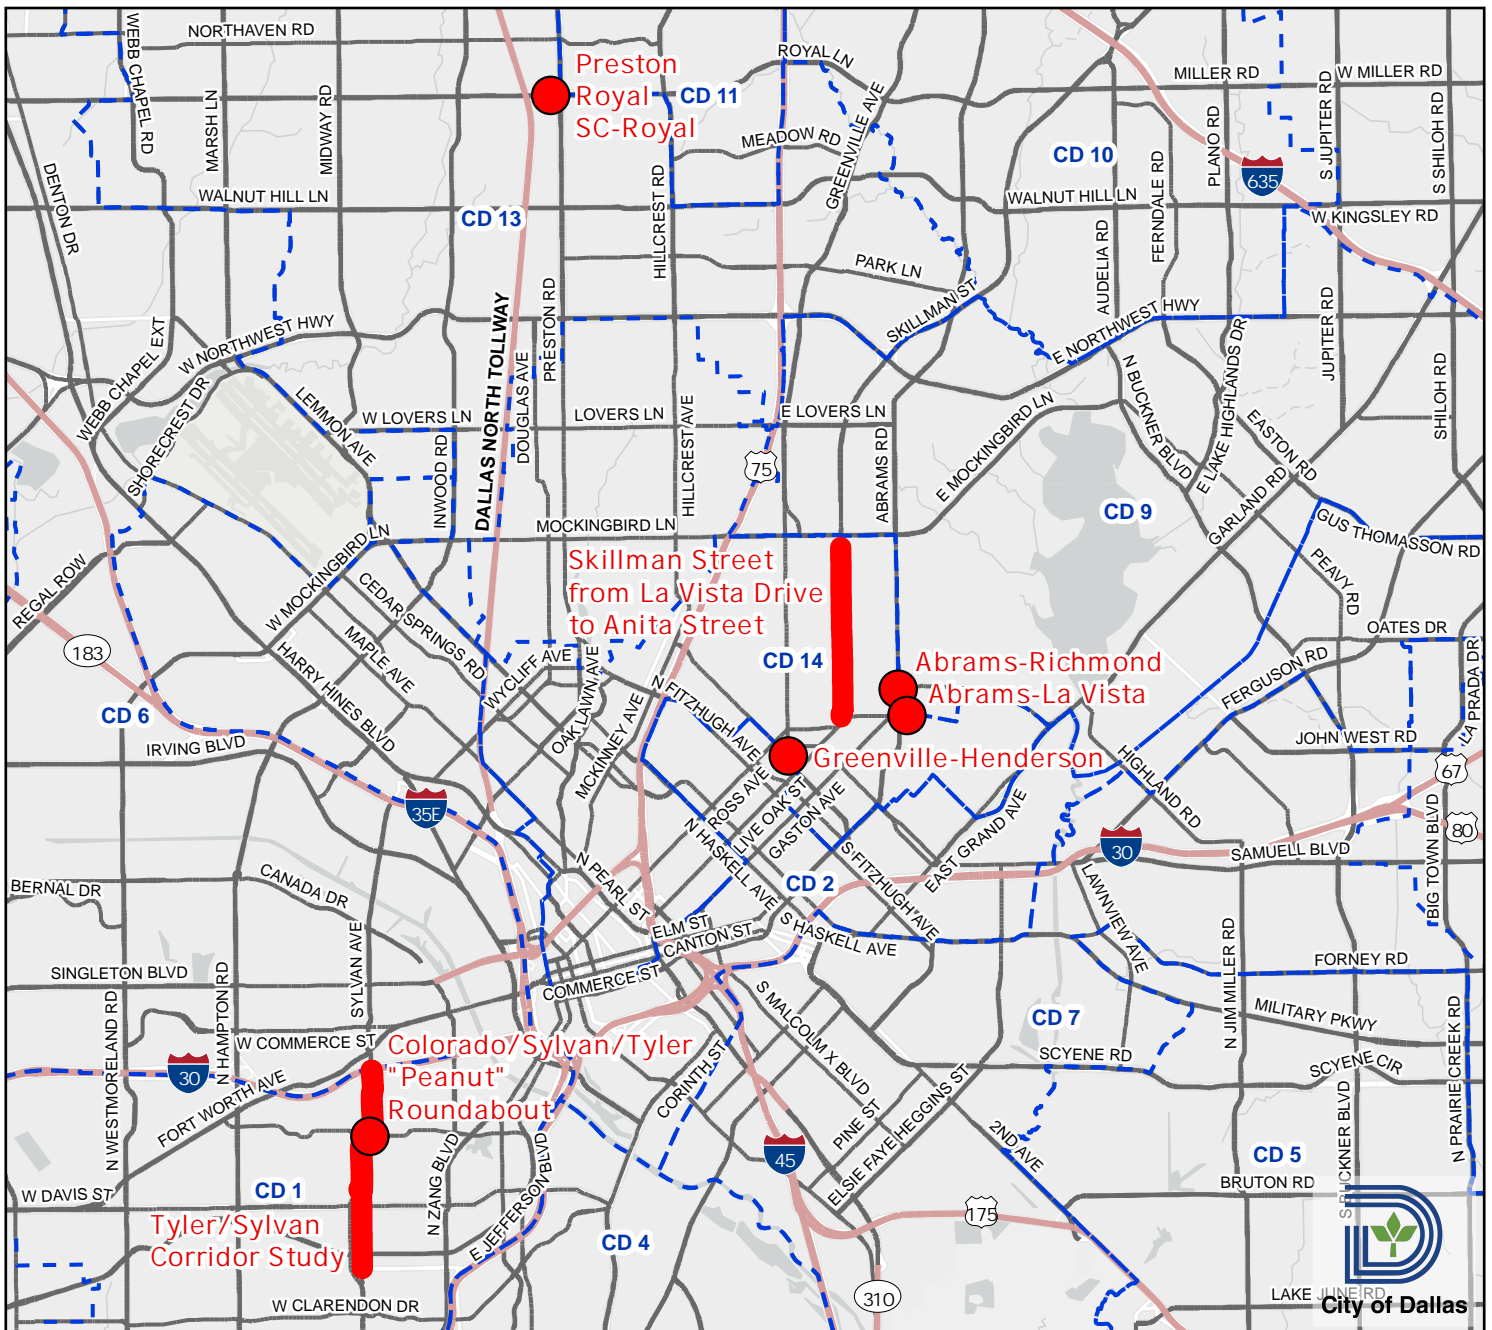 NORTHAVEN RD
WEBB CHAPEL RD
MARSH LN
MIDWAY RD
Preston
Royal
SC-Royal
CD 11
ROYAL LN
MEADOW RD
GREENVILLE AVE
MILLER RD
W MILLER RD
CD 10
PLANO RD
S JUPITER RD
S SHILOH RD
635
FERNDALE RD
AUDELIA RD
DENTON DR
WALNUT HILL LN
CD 13
HILLCREST RD
WALNUT HILL LN
W KINGSLEY RD
PARK LN
SKILLMAN ST
E NORTHWEST HWY
W NORTHWEST HWY
WEBB CHAPEL EXT
SHORECREST DR
LEMMON AVE
DALLAS NORTH TOLLWAY
PRESTON RD
DOUGLAS AVE
JUPITER RD
SHILOH RD
N BUCKNER BLVD
E LAKE HIGHLANDS DR
EASTON RD
W LOVERS LN
LOVERS LN
E LOVERS LN
INWOOD RD
HILLCREST AVE
75
ABRAMS RD
E MOCKINGBIRD LN
GARLAND RD
CD 9
MOCKINGBIRD LN
GUS THOMASSON RD
PEAVY RD
REGAL ROW
W MOCKINGBIRD LN
CEDAR SPRINGS RD
MAPLE AVE
HARRY HINES BLVD
183
Skillman Street
from La Vista Drive
to Anita Street
CD 14
Abrams-Richmond
Abrams-La Vista
Greenville-Henderson
OATES DR
FERGUSON RD
LA PRADA DR
JOHN WEST RD
67
80
WYCLIFF AVE
OAK LAWN AVE
MCKINNEY AVE
N FITZHUGH AVE
CD 6
IRVING BLVD
35E
ROSS AVE
LIVE OAK ST
GASTON AVE
N HASKELL AVE
S FITZHUGH AVE
EAST GRAND AVE
HIGHLAND RD
30
SAMUELL BLVD
BIG TOWN BLVD
BERNAL DR
CANADA DR
N PEARL ST
CD 2
ELM ST
CANTON ST
S HASKELL AVE
LAWNVIEW AVE
SYLVAN AVE
SINGLETON BLVD
COMMERCE ST
FORNEY RD
N JIM MILLER RD
N WESTMORELAND RD
N HAMPTON RD
S MALCOLM X BLVD
CD 7
MILITARY PKWY
N PRAIRIE CREEK RD
W COMMERCE ST
Colorado/Sylvan/Tyler
"Peanut"
Roundabout
30
FORT WORTH AVE
CORINTH ST
SCYENE RD
SCYENE CIR
PINE ST
ELSIE FAYE HEGGINS ST
2ND AVE
45
CD 5
BRUTON RD
S BUCKNER BLVD
W DAVIS ST
CD 1
N ZANG BLVD
E JEFFERSON BLVD
Tyler/Sylvan
Corridor Study
CD 4
175
310
W CLARENDON DR
LAKE JUNE RD
City of Dallas